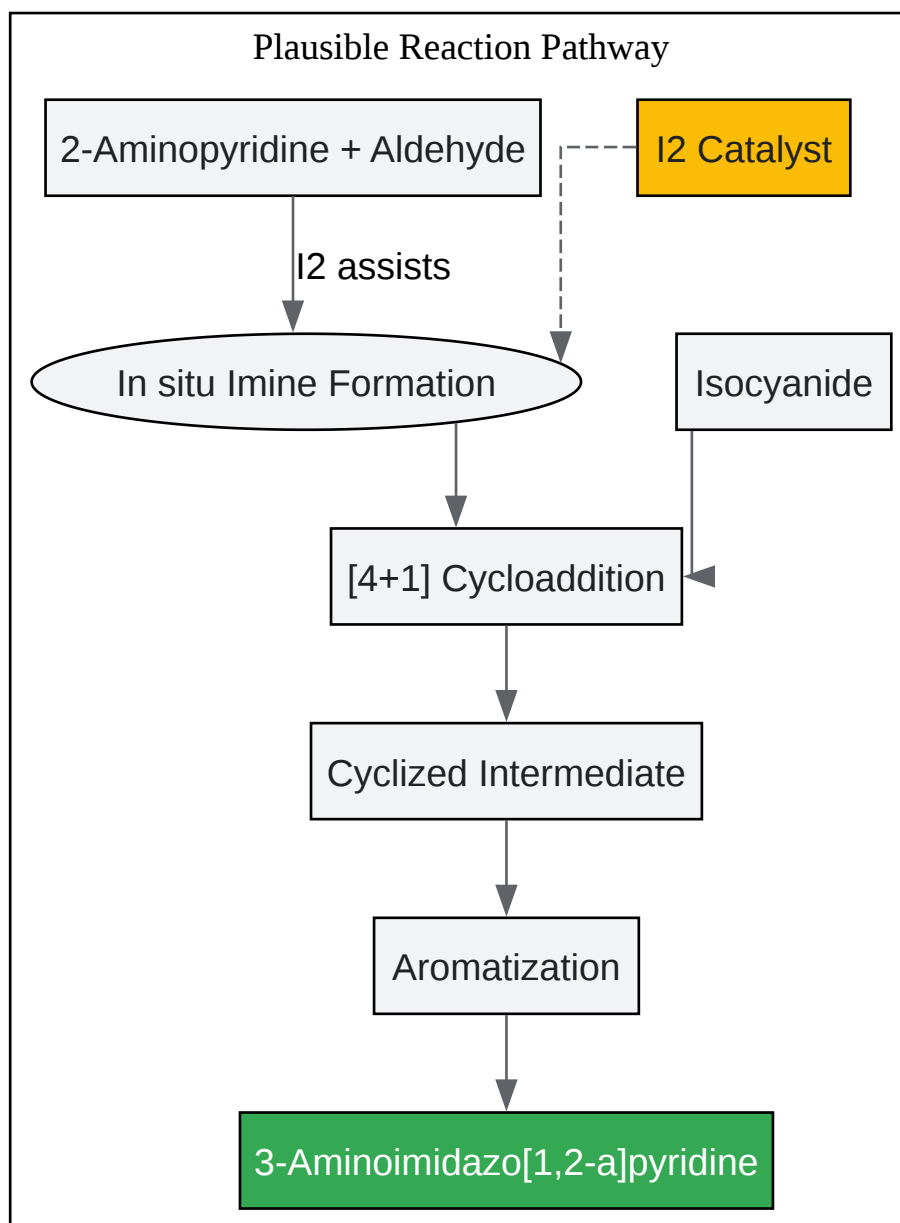 Plausible Reaction Pathway
2-Aminopyridine + Aldehyde
I2 Catalyst
I2 assists
In situ Imine Formation
Isocyanide
[4+1] Cycloaddition
Cyclized Intermediate
Aromatization
3-Aminoimidazo[1,2-a]pyridine